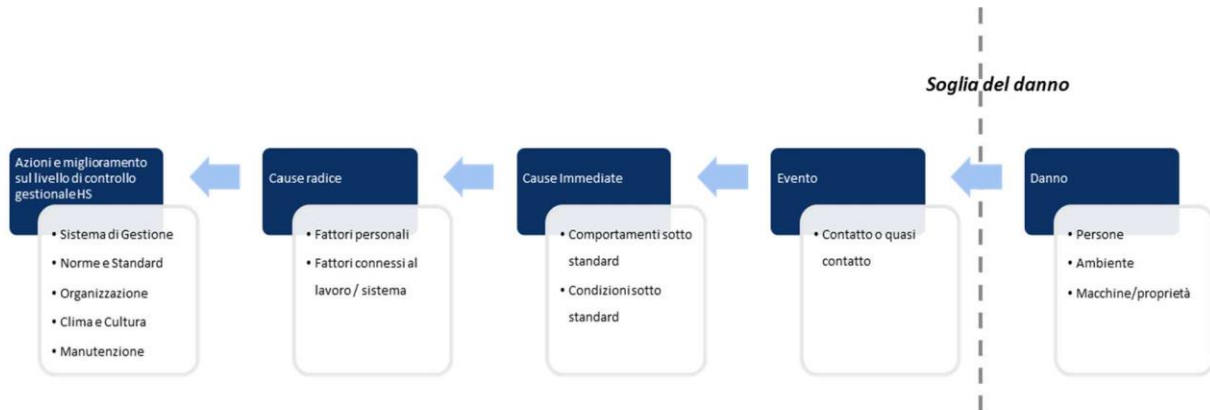 Soglia del danno
Azioni e miglioramento
sul livello di controllo
gestionale HS
• Sistema di Gestione
• Norme e Standard
• Organizzazione
• Clima e Cultura
• Manutenzione
Cause radice
• Fattori personali
• Fattori connessi al
lavoro / sistema
Cause Immediate
• Comportamenti sotto
standard
• Condizioni sotto
standard
Evento
• Contatto o quasi
contatto
Danno
• Persone
• Ambiente
• Macchine/proprietà